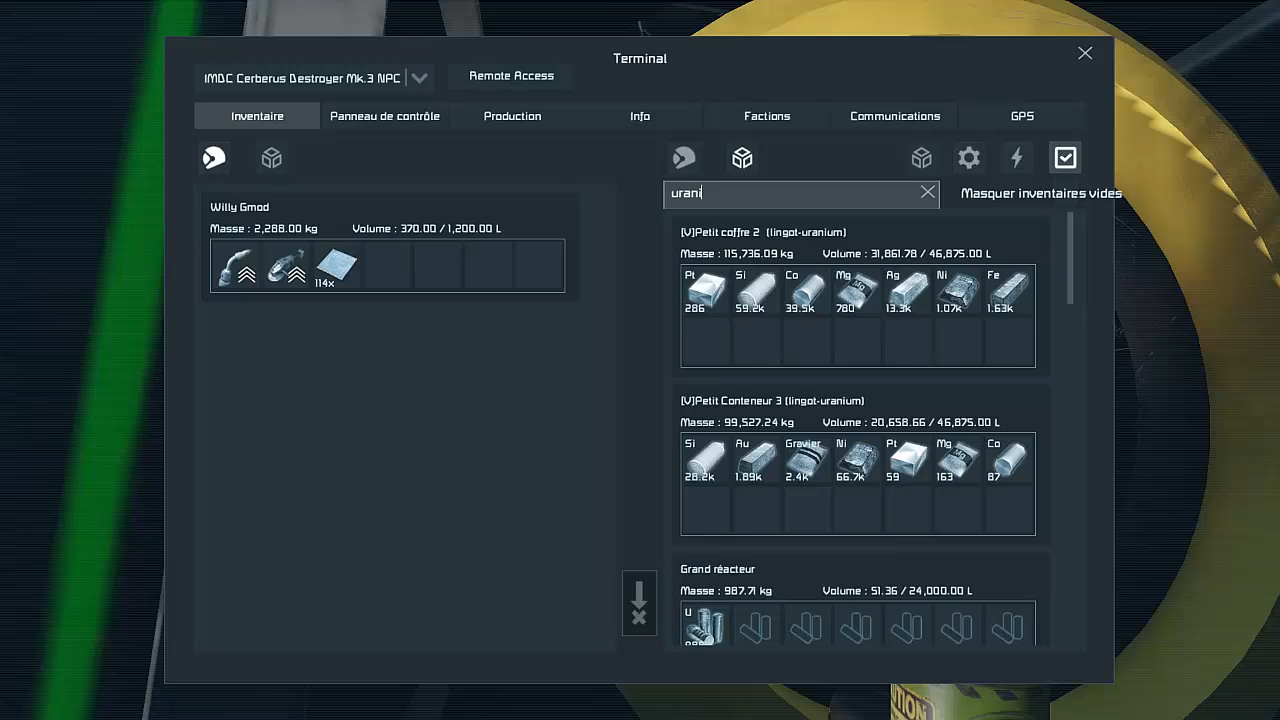 Terminal
IMDC Cerberus Destroyer Mk.3 NPC
Remote Access
Inventaire
Panneau de contrôle
Production
Info
Factions
Communications
GPS
urani
Masquer inventaires vides
Willy Gmod
Masse : 2,288.00 kg Volume : 370.00 / 1,200.00 L
114x
(V)Petit coffre 2 (lingot-uranium)
Masse : 115,736.09 kg Volume : 31,861.78 / 46,875.00 L
Pt Si Co Mg Ag Ni Fe
286 59.2k 39.5k 780 13.3k 1.07k 1.63k
(V)Petit Conteneur 3 (lingot-uranium)
Masse : 99,527.24 kg Volume : 20,658.66 / 46,875.00 L
Si Au Gravier Ni Pt Mg Co
Mg
28.2k 1.89k 2.4k 66.7k 59 163 87
Grand réacteur
Masse : 987.71 kg Volume : 51.36 / 24,000.00 L
U
CAUTION